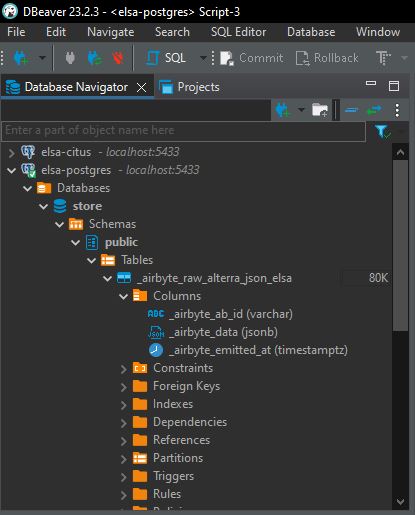 DBeaver 23.2.3 - <elsa-postgres> Script-3
File Edit Navigate Search SQL Editor Database Win
SQL Commit Rollback T
Database Navigator Projects
Enter a part of object name here
elsa-citus - localhost:5433
elsa-postgres - localhost:5433
Databases
store
Schemas
public
Tables
_airbyte_raw_alterra_json_elsa 80K
Columns
ABC _airbyte_ab_id (varchar)
JSON _airbyte_data (jsonb)
_airbyte_emitted_at (timestamptz)
Constraints
Foreign Keys
Indexes
Dependencies
References
Partitions
Triggers
Rules